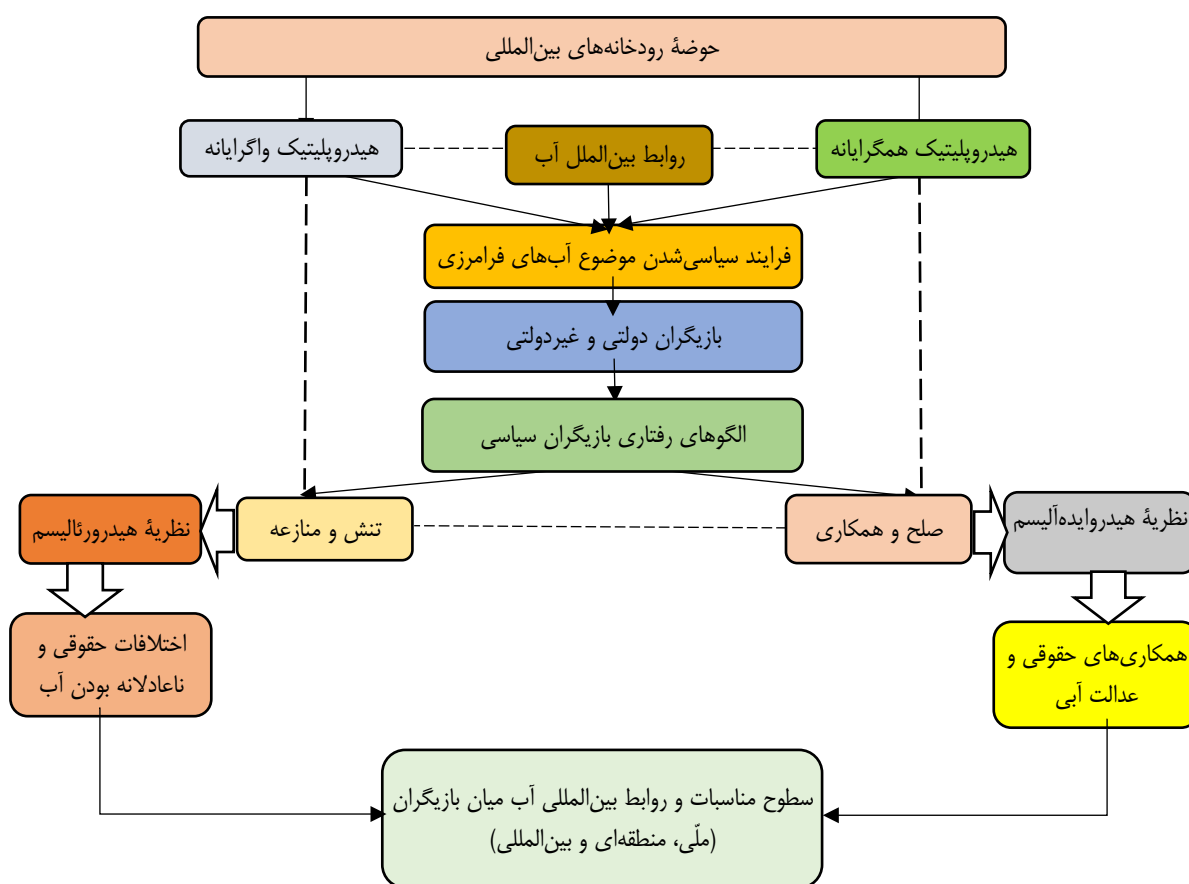 حوضهٔ رودخانه‌های بین‌المللی
هیدروپلیتیک همگرایانه
روابط بین‌الملل آب
هیدروپلیتیک واگرایانه
فرایند سیاسی‌شدن موضوع آب‌های فرامرزی
بازیگران دولتی و غیردولتی
الگوهای رفتاری بازیگران سیاسی
نظریهٔ هیدروایده‌آلیسم
صلح و همکاری
تنش و منازعه
نظریهٔ هیدرورئالیسم
همکاری‌های حقوقی و
عدالت آبی
اختلافات حقوقی و
ناعادلانه بودن آب
سطوح مناسبات و روابط بین‌المللی آب میان بازیگران
(ملّی، منطقه‌ای و بین‌المللی)